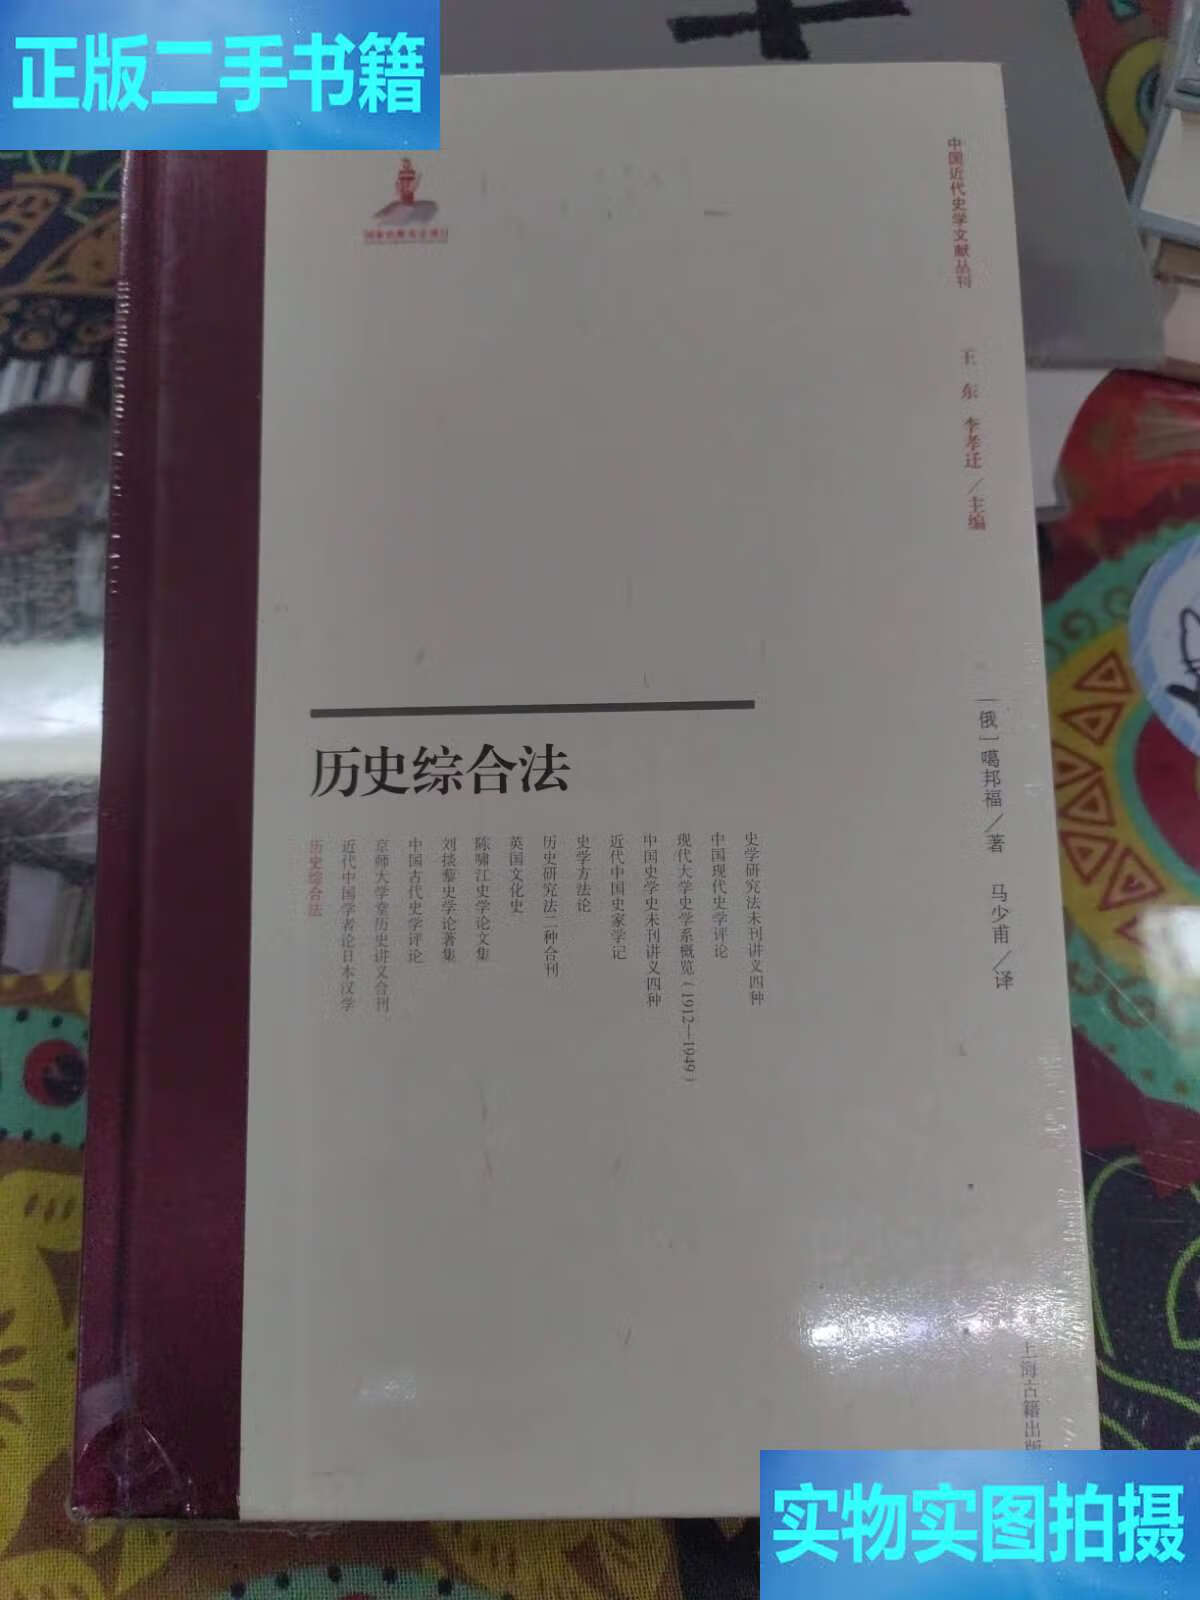 正版二手书籍
国家出版基金项目
中国近代史学文献丛刊
王东 李孝迁／主编
［俄］噶邦福／著 马少甫／译
历史综合法
史学研究法未刊讲义四种
中国现代史学评论
现代大学史学系概览（1912—1949）
中国史学史未刊讲义四种
近代中国史家学记
史学方法论
历史研究法二种合刊
英国文化史
陈啸江史学论文集
刘掞藜史学论著集
中国古代史学评论
京师大学堂历史讲义合刊
近代中国学者论日本汉学
历史综合法
上海古籍出版
实物实图拍摄